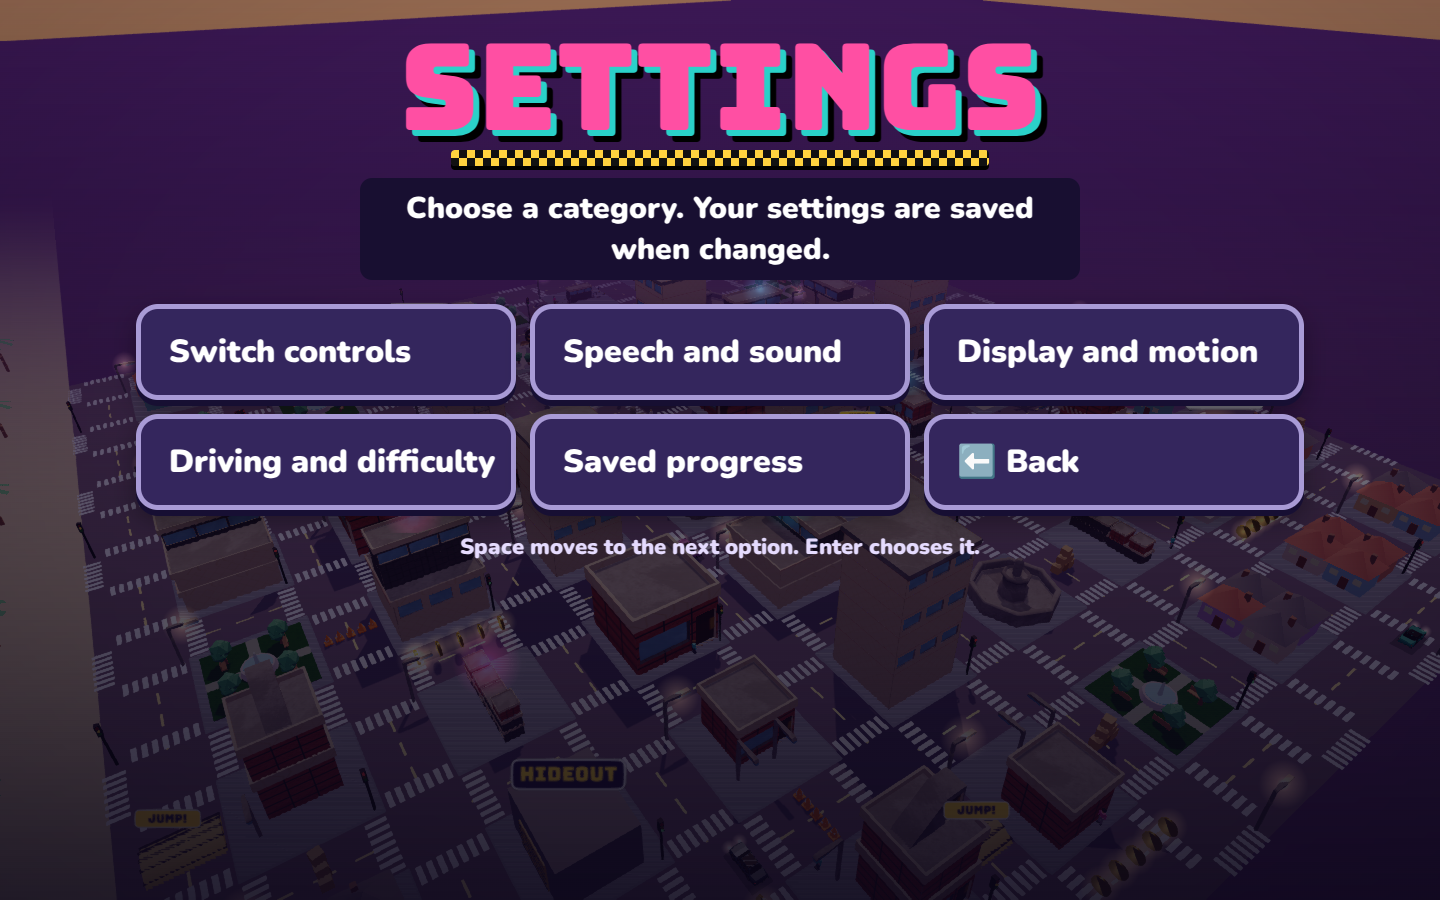 SETTINGS
Choose a category. Your settings are saved
when changed.
Switch controls
Speech and sound
Display and motion
Driving and difficulty
Saved progress
⬅️ Back
Space moves to the next option. Enter chooses it.
HIDEOUT
JUMP!
JUMP!